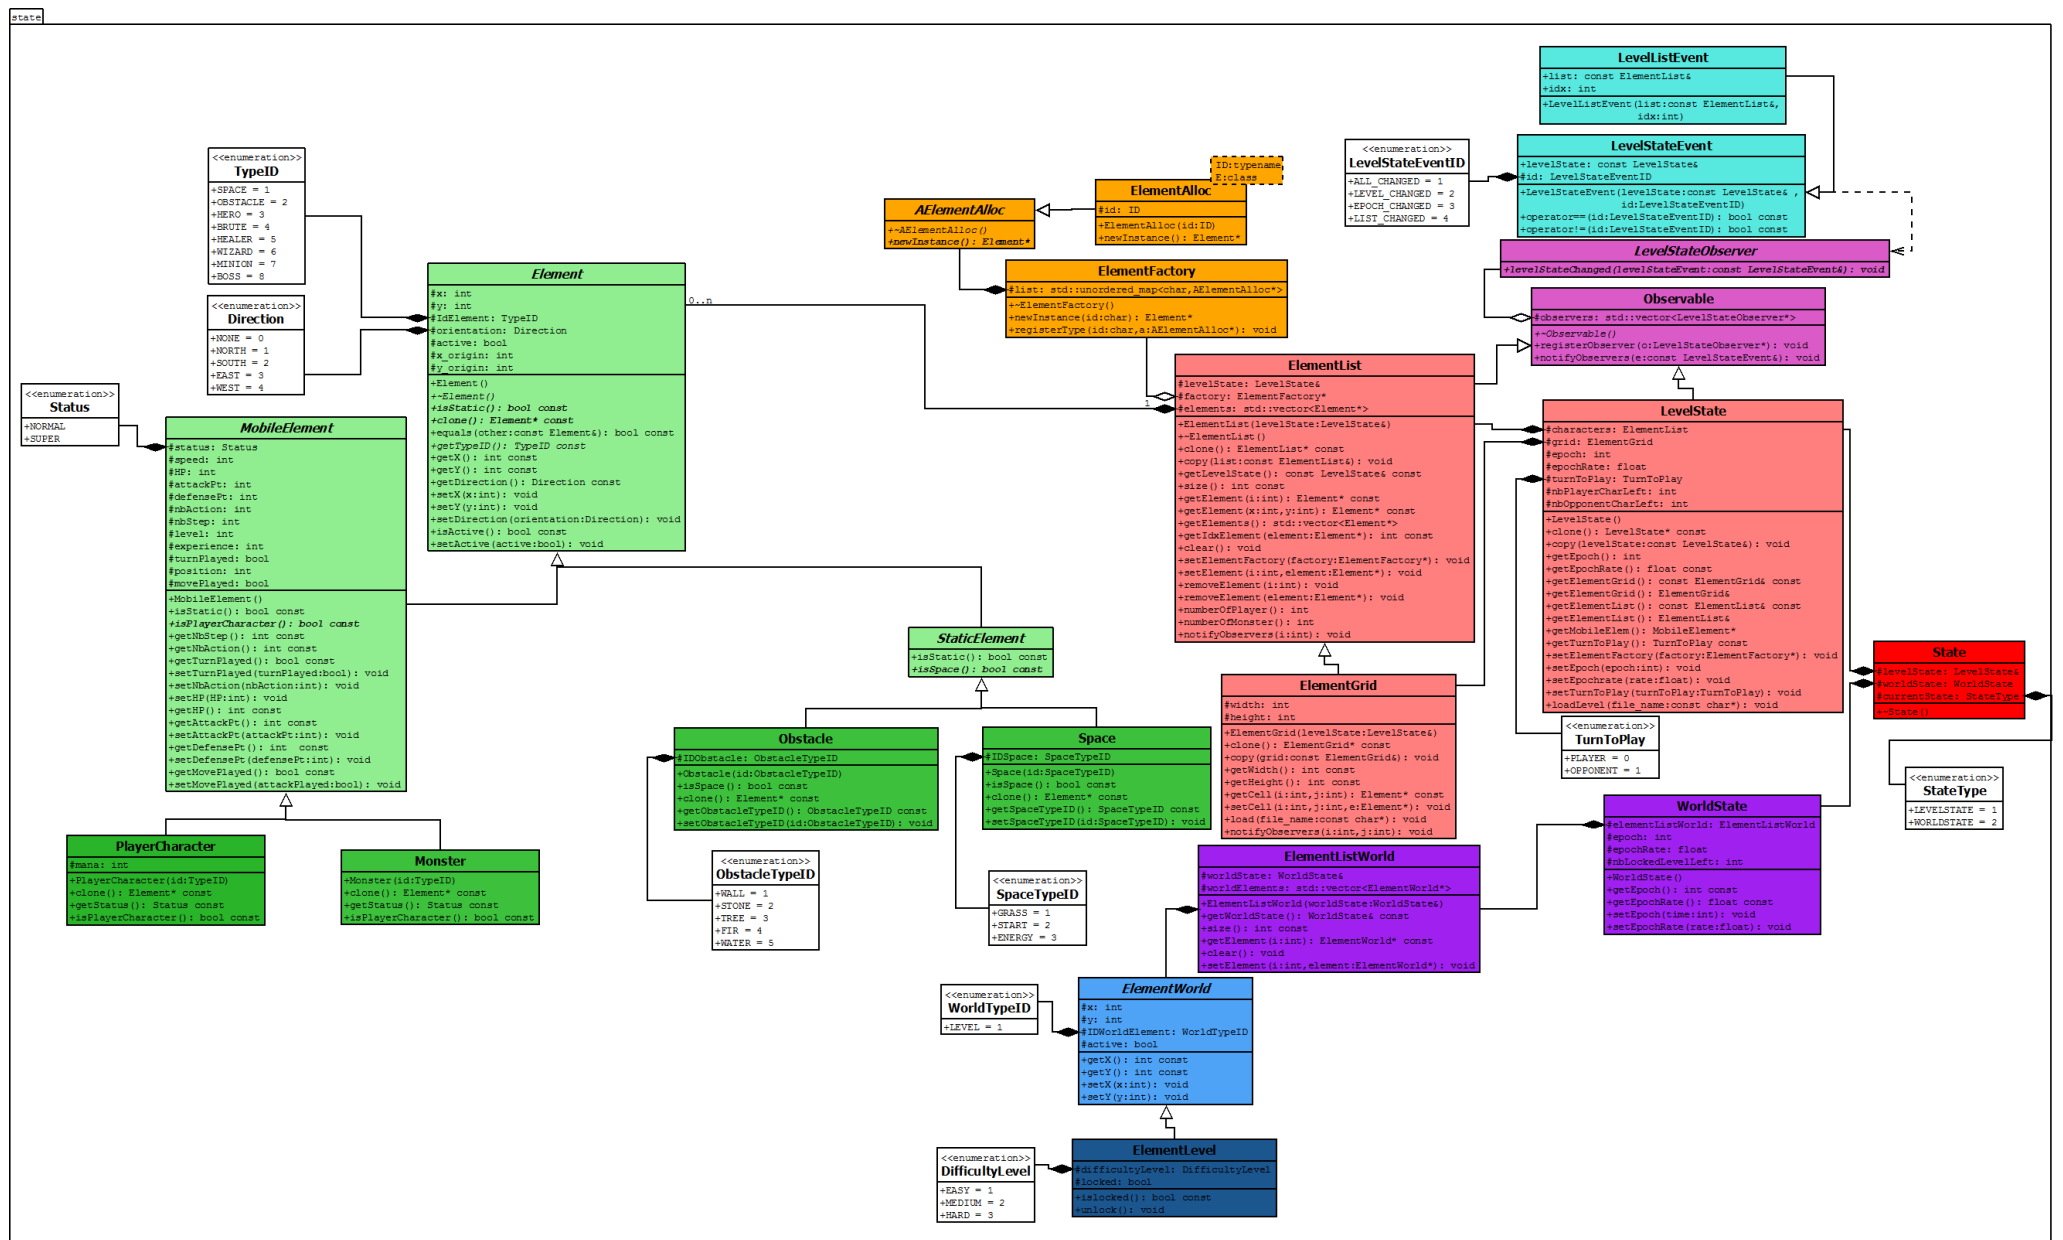 state
LevelListEvent
+list: const ElementList&
+idx: int
+LevelListEvent(list:const ElementList&,
idx:int)
<<enumeration>>
LevelStateEventID
+ALL_CHANGED = 1
+LEVEL_CHANGED = 2
+EPOCH_CHANGED = 3
+LIST_CHANGED = 4
LevelStateEvent
+levelState: const LevelState&
#id: LevelStateEventID
+LevelStateEvent(levelState:const LevelState& ,
id:LevelStateEventID)
+operator==(id:LevelStateEventID): bool const
+operator!=(id:LevelStateEventID): bool const
<<enumeration>>
TypeID
+SPACE = 1
+OBSTACLE = 2
+HERO = 3
+BRUTE = 4
+HEALER = 5
+WIZARD = 6
+MINION = 7
+BOSS = 8
ID:typename
E:class
ElementAlloc
#id: ID
+ElementAlloc(id:ID)
+newInstance(): Element*
AElementAlloc
+~AElementAlloc()
+newInstance(): Element*
LevelStateObserver
+levelStateChanged(levelStateEvent:const LevelStateEvent&): void
ElementFactory
#list: std::unordered_map<char,AElementAlloc*>
+~ElementFactory()
+newInstance(id:char): Element*
+registerType(id:char,a:AElementAlloc*): void
Observable
#observers: std::vector<LevelStateObserver*>
+~Observable()
+registerObserver(o:LevelStateObserver*): void
+notifyObservers(e:const LevelStateEvent&): void
Element
#x: int
#y: int
#IdElement: TypeID
#orientation: Direction
#active: bool
#x_origin: int
#y_origin: int
+Element()
+~Element()
+isStatic(): bool const
+clone(): Element* const
+equals(other:const Element&): bool const
+getTypeID(): TypeID const
+getX(): int const
+getY(): int const
+getDirection(): Direction const
+setX(x:int): void
+setY(y:int): void
+setDirection(orientation:Direction): void
+isActive(): bool const
+setActive(active:bool): void
0..n
1
<<enumeration>>
Direction
+NONE = 0
+NORTH = 1
+SOUTH = 2
+EAST = 3
+WEST = 4
<<enumeration>>
Status
+NORMAL
+SUPER
ElementList
#levelState: LevelState&
#factory: ElementFactory*
#elements: std::vector<Element*>
+ElementList(levelState:LevelState&)
+~ElementList()
+clone(): ElementList* const
+copy(list:const ElementList&): void
+getLevelState(): const LevelState& const
+size(): int const
+getElement(i:int): Element* const
+getElement(x:int,y:int): Element* const
+getElements(): std::vector<Element*>
+getIdxElement(element:Element*): int const
+clear(): void
+setElementFactory(factory:ElementFactory*): void
+setElement(i:int,element:Element*): void
+removeElement(i:int): void
+removeElement(element:Element*): void
+numberOfPlayer(): int
+numberOfMonster(): int
+notifyObservers(i:int): void
LevelState
#characters: ElementList
#grid: ElementGrid
#epoch: int
#epochRate: float
#turnToPlay: TurnToPlay
#nbPlayerCharLeft: int
#nbOpponentCharLeft: int
+LevelState()
+clone(): LevelState* const
+copy(levelState:const LevelState&): void
+getEpoch(): int
+getEpochRate(): float const
+getElementGrid(): const ElementGrid& const
+getElementGrid(): ElementGrid&
+getElementList(): const ElementList& const
+getElementList(): ElementList&
+getMobileElem(): MobileElement*
+getTurnToPlay(): TurnToPlay const
+setElementFactory(factory:ElementFactory*): void
+setEpoch(epoch:int): void
+setEpochrate(rate:float): void
+setTurnToPlay(turnToPlay:TurnToPlay): void
+loadLevel(file_name:const char*): void
MobileElement
#status: Status
#speed: int
#HP: int
#attackPt: int
#defensePt: int
#nbAction: int
#nbStep: int
#level: int
#experience: int
#turnPlayed: bool
#position: int
#movePlayed: bool
+MobileElement()
+isStatic(): bool const
+isPlayerCharacter(): bool const
+getNbStep(): int const
+getNbAction(): int const
+getTurnPlayed(): bool const
+setTurnPlayed(turnPlayed:bool): void
+setNbAction(nbAction:int): void
+setHP(HP:int): void
+getHP(): int const
+getAttackPt(): int const
+setAttackPt(attackPt:int): void
+getDefensePt(): int  const
+setDefensePt(defensePt:int): void
+getMovePlayed(): bool const
+setMovePlayed(attackPlayed:bool): void
StaticElement
+isStatic(): bool const
+isSpace(): bool const
State
#levelState: LevelState&
#worldState: WorldState
#currentState: StateType
+~State()
ElementGrid
#width: int
#height: int
+ElementGrid(levelState:LevelState&)
+clone(): ElementGrid* const
+copy(grid:const ElementGrid&): void
+getWidth(): int const
+getHeight(): int const
+getCell(i:int,j:int): Element* const
+setCell(i:int,j:int,e:Element*): void
+load(file_name:const char*): void
+notifyObservers(i:int,j:int): void
<<enumeration>>
TurnToPlay
+PLAYER = 0
+OPPONENT = 1
Obstacle
#IDObstacle: ObstacleTypeID
+Obstacle(id:ObstacleTypeID)
+isSpace(): bool const
+clone(): Element* const
+getObstacleTypeID(): ObstacleTypeID const
+setObstacleTypeID(id:ObstacleTypeID): void
Space
#IDSpace: SpaceTypeID
+Space(id:SpaceTypeID)
+isSpace(): bool const
+clone(): Element* const
+getSpaceTypeID(): SpaceTypeID const
+setSpaceTypeID(id:SpaceTypeID): void
<<enumeration>>
StateType
+LEVELSTATE = 1
+WORLDSTATE = 2
WorldState
#elementListWorld: ElementListWorld
#epoch: int
#epochRate: float
#nbLockedLevelLeft: int
+WorldState()
+getEpoch(): int const
+getEpochRate(): float const
+setEpoch(time:int): void
+setEpochRate(rate:float): void
PlayerCharacter
#mana: int
+PlayerCharacter(id:TypeID)
+clone(): Element* const
+getStatus(): Status const
+isPlayerCharacter(): bool const
Monster
+Monster(id:TypeID)
+clone(): Element* const
+getStatus(): Status const
+isPlayerCharacter(): bool const
<<enumeration>>
ObstacleTypeID
+WALL = 1
+STONE = 2
+TREE = 3
+FIR = 4
+WATER = 5
<<enumeration>>
SpaceTypeID
+GRASS = 1
+START = 2
+ENERGY = 3
ElementListWorld
#worldState: WorldState&
#worldElements: std::vector<ElementWorld*>
+ElementListWorld(worldState:WorldState&)
+getWorldState(): WorldState& const
+size(): int const
+getElement(i:int): ElementWorld* const
+clear(): void
+setElement(i:int,element:ElementWorld*): void
<<enumeration>>
WorldTypeID
+LEVEL = 1
ElementWorld
#x: int
#y: int
#IDWorldElement: WorldTypeID
#active: bool
+getX(): int const
+getY(): int const
+setX(x:int): void
+setY(y:int): void
<<enumeration>>
DifficultyLevel
+EASY = 1
+MEDIUM = 2
+HARD = 3
ElementLevel
#difficultyLevel: DifficultyLevel
#locked: bool
+islocked(): bool const
+unlock(): void